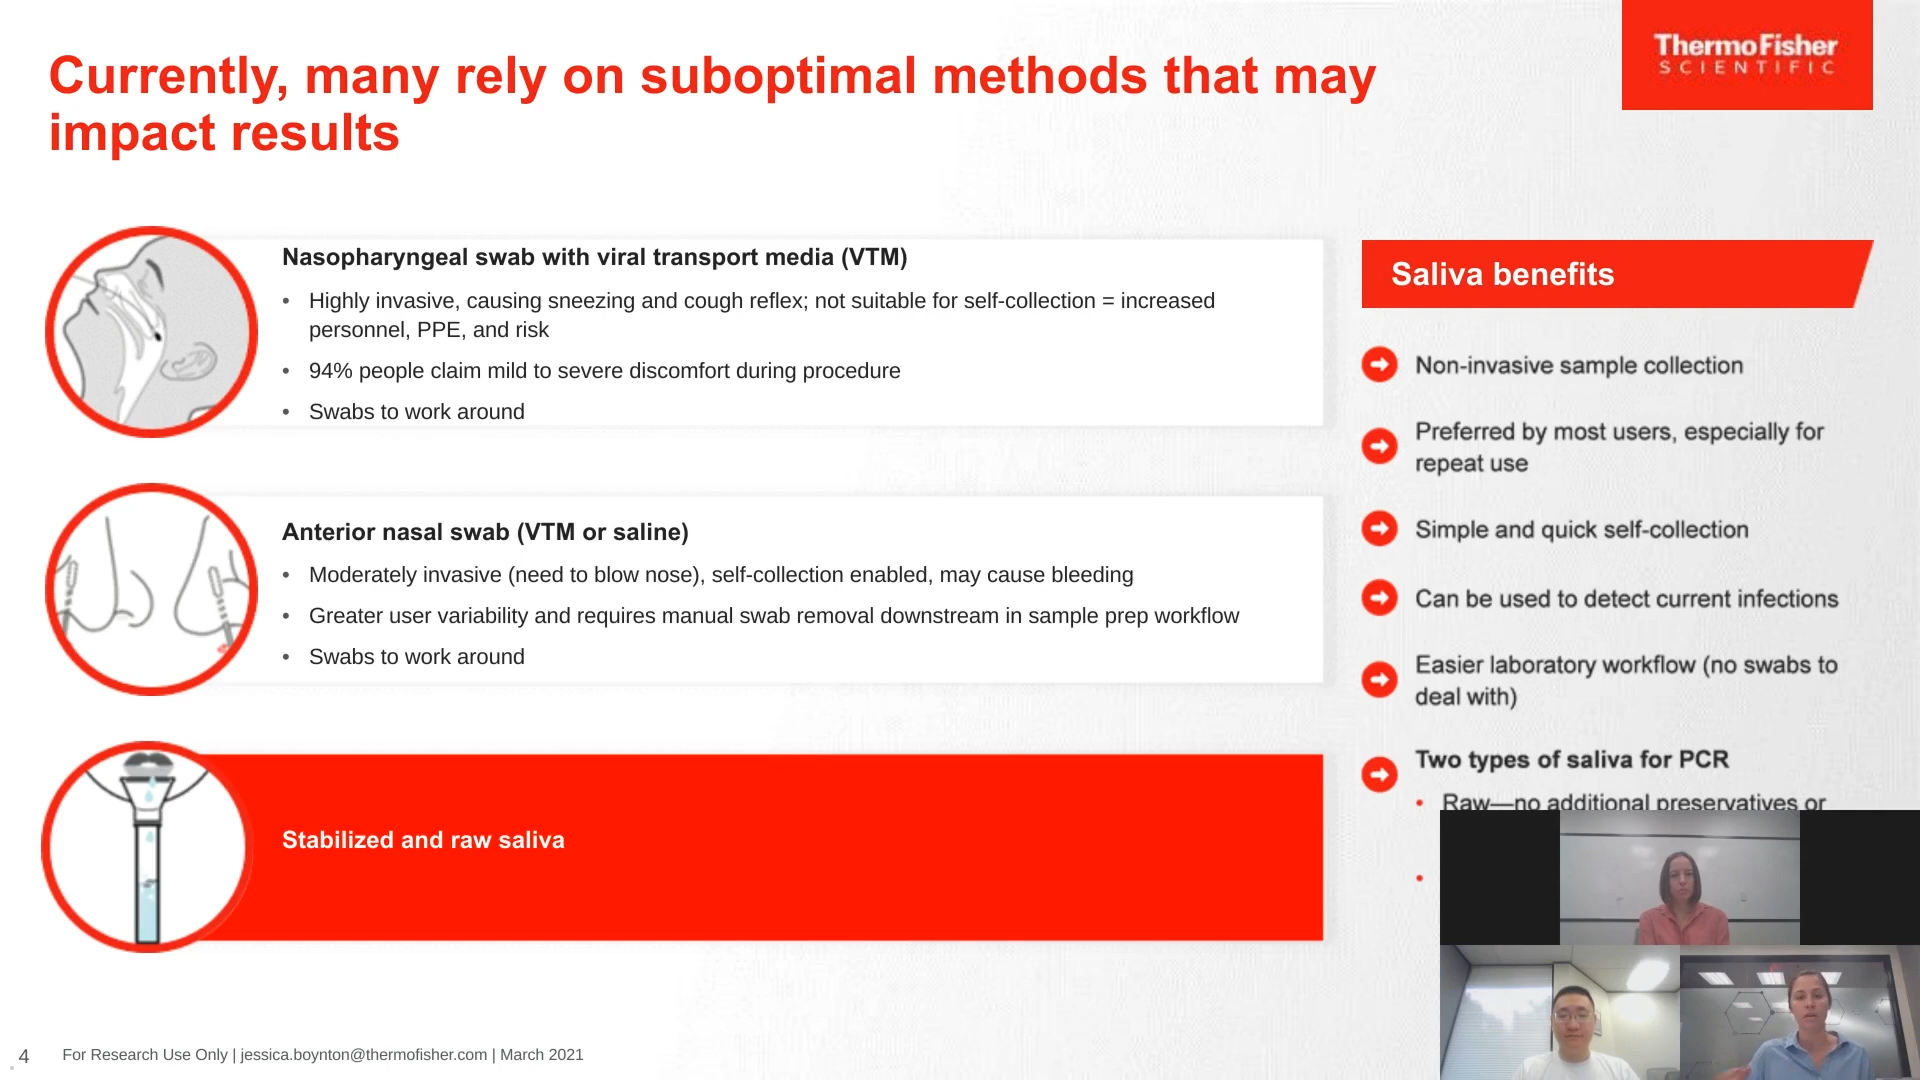 Currently, many rely on suboptimal methods that may
impact results
ThermoFisher
SCIENTIFIC
Nasopharyngeal swab with viral transport media (VTM)
• Highly invasive, causing sneezing and cough reflex; not suitable for self-collection = increased
personnel, PPE, and risk
• 94% people claim mild to severe discomfort during procedure
• Swabs to work around
Anterior nasal swab (VTM or saline)
• Moderately invasive (need to blow nose), self-collection enabled, may cause bleeding
• Greater user variability and requires manual swab removal downstream in sample prep workflow
• Swabs to work around
Stabilized and raw saliva
Saliva benefits
Non-invasive sample collection
Preferred by most users, especially for
repeat use
Simple and quick self-collection
Can be used to detect current infections
Easier laboratory workflow (no swabs to
deal with)
Two types of saliva for PCR
• Raw—no additional preservatives or
4 For Research Use Only | jessica.boynton@thermofisher.com | March 2021